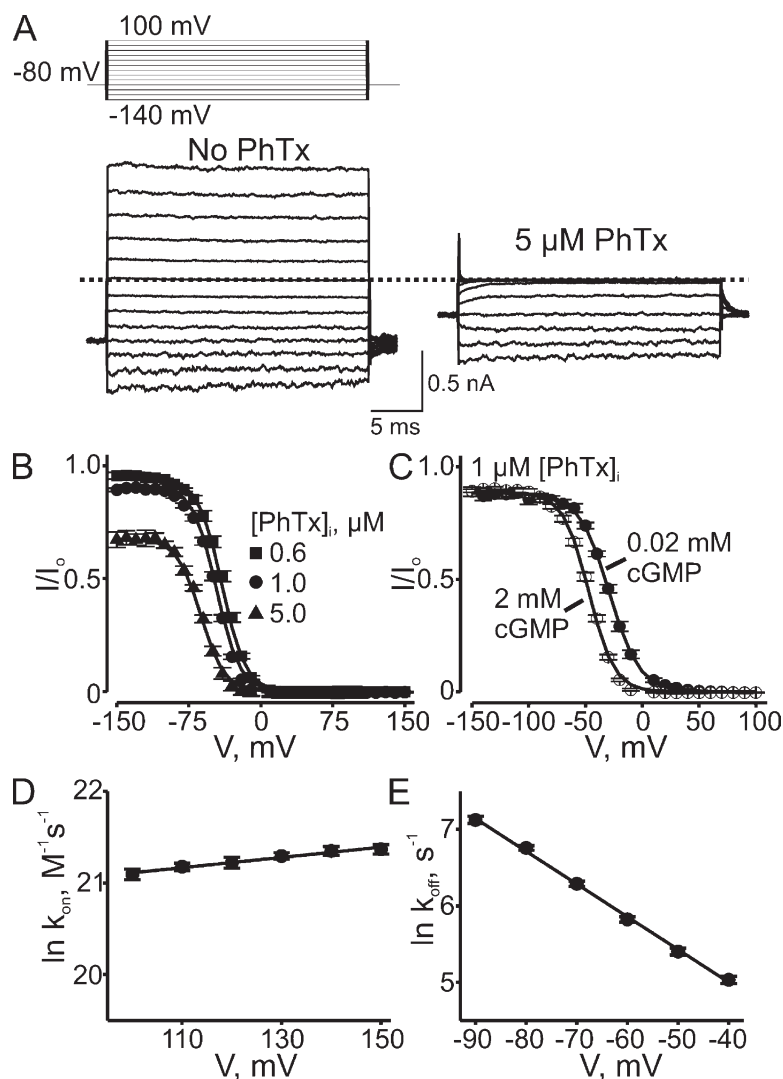 A
100 mV
-80 mV
-140 mV
No PhTx
5 µM PhTx
0.5 nA
5 ms
B
1.0
0.5
0
I/Io
[PhTx]i, µM
0.6
1.0
5.0
-150 -75 0 75 150
V, mV
C
1.0
0.5
0
I/Io
1 µM [PhTx]i
0.02 mM
cGMP
2 mM
cGMP
-150 -100 -50 0 50 100
V, mV
D
22
21
20
ln kon, M-1s-1
110 130 150
V, mV
E
7
6
5
ln koff, s-1
-90 -80 -70 -60 -50 -40
V, mV